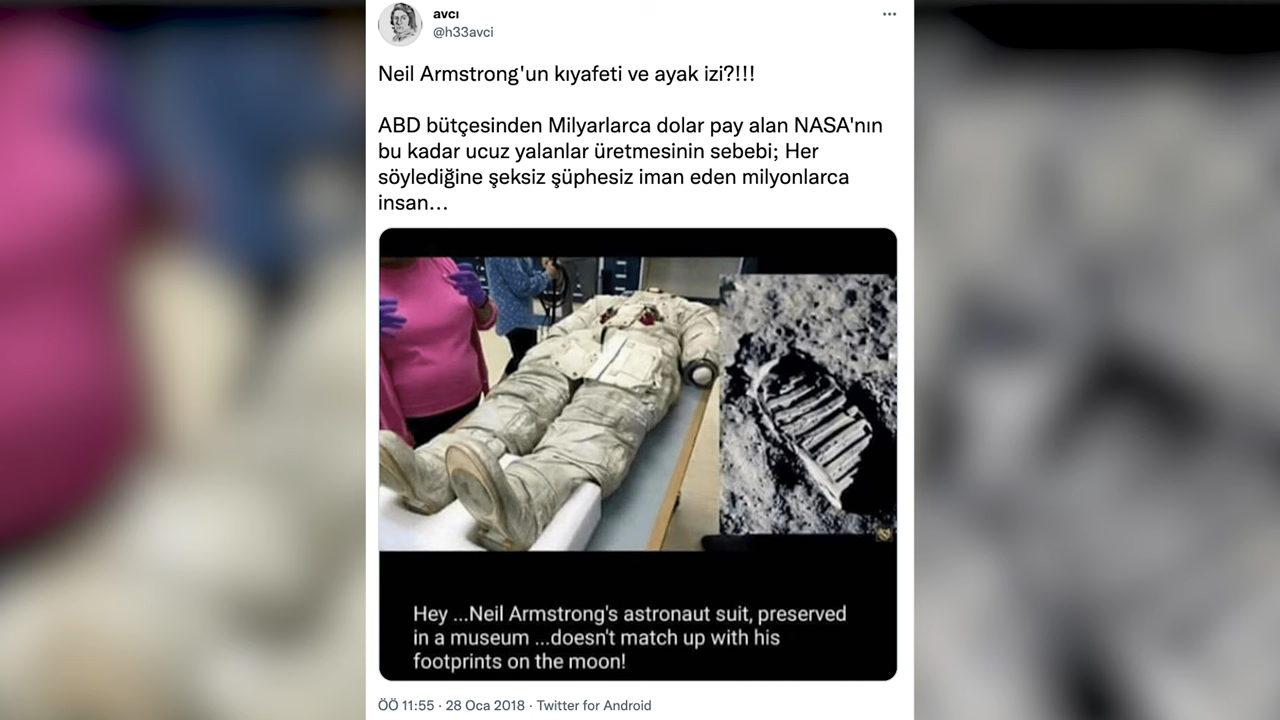 avcı
@h33avci
Neil Armstrong'un kıyafeti ve ayak izi?!!!
ABD bütçesinden Milyarlarca dolar pay alan NASA'nın
bu kadar ucuz yalanlar üretmesinin sebebi; Her
söylediğine şeksiz şüphesiz iman eden milyonlarca
insan...
Hey ...Neil Armstrong's astronaut suit, preserved
in a museum ...doesn't match up with his
footprints on the moon!
ÖÖ 11:55 · 28 Oca 2018 · Twitter for Android